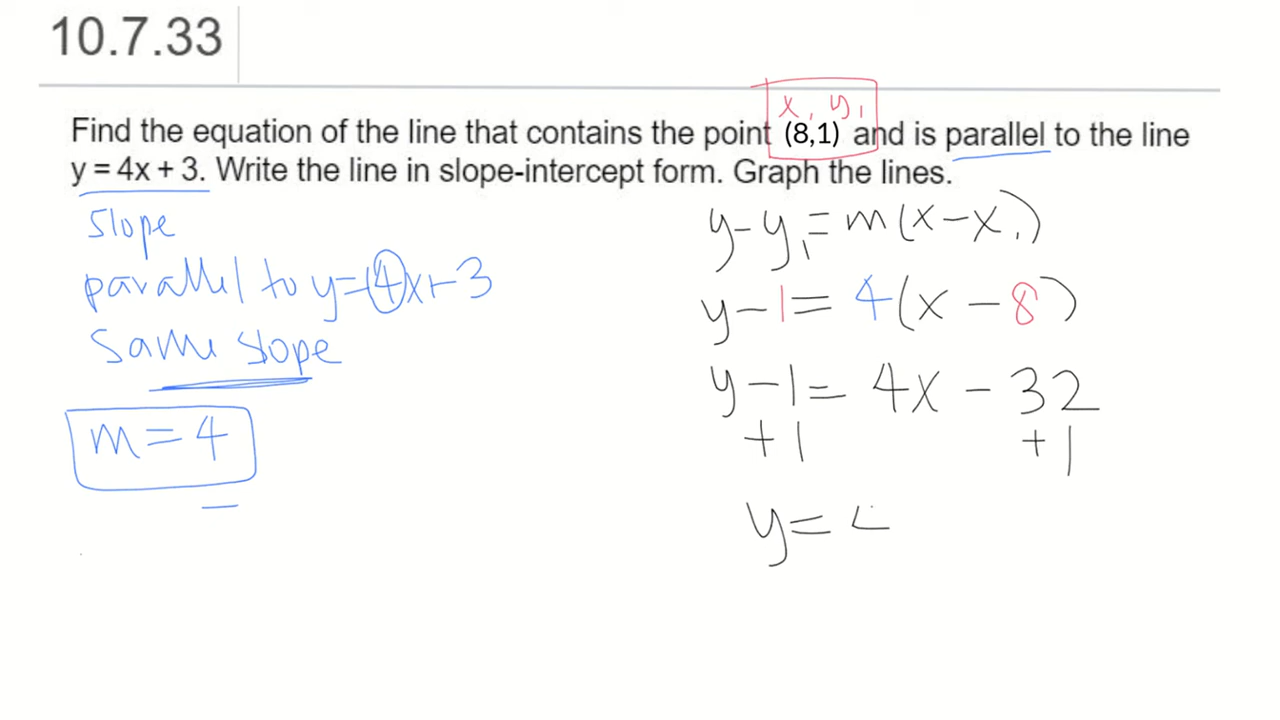 10.7.33
x₁ y₁
Find the equation of the line that contains the point (8,1) and is parallel to the line
y = 4x + 3. Write the line in slope-intercept form. Graph the lines.
slope
parallel to y=4x+3
Same slope
m = 4
y-y₁=m(x-x₁)
y-1=4(x-8)
y-1=4x-32
+1 +1
y=